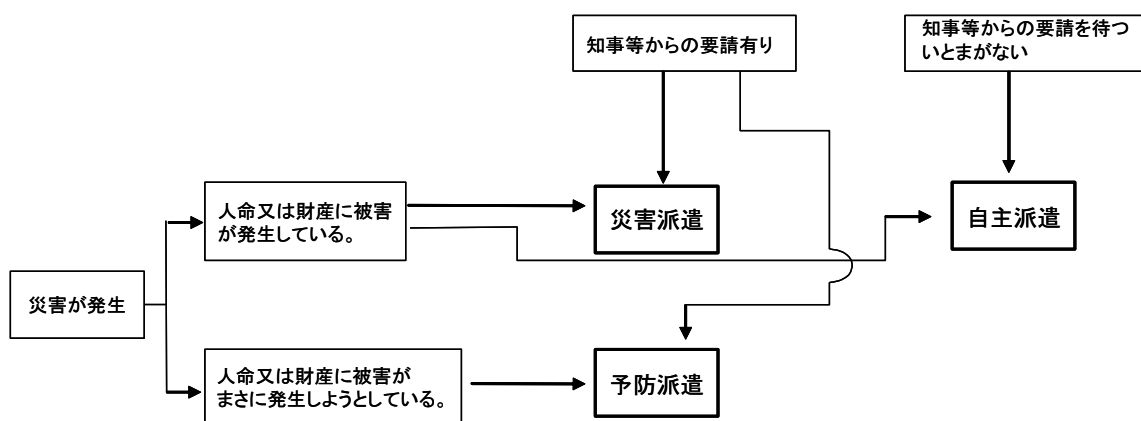 知事等からの要請有り
知事等からの要請を待つ
いとまがない
人命又は財産に被害
が発生している。
災害派遣
自主派遣
災害が発生
人命又は財産に被害が
まさに発生しようとしている。
予防派遣